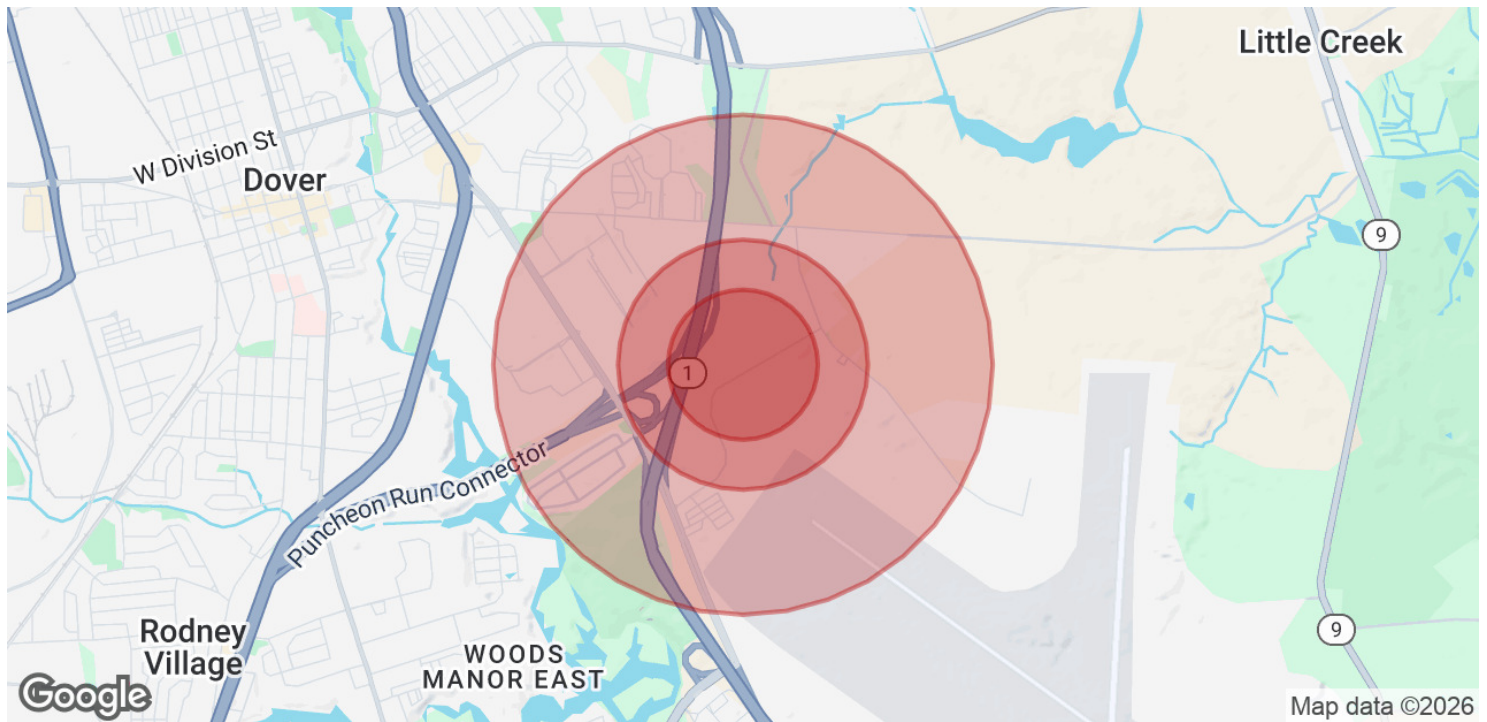 Little Creek
W Division St
Dover
9
1
Puncheon Run Connector
9
Rodney
Village
WOODS
MANOR EAST
Google
Map data ©2026